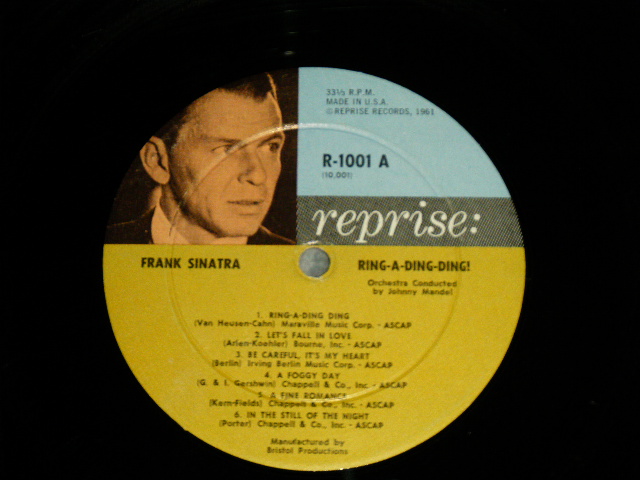 33⅓ R.P.M.
MADE IN U.S.A.
© REPRISE RECORDS, 1961
R-1001 A
(10,001)
reprise:
FRANK SINATRA
RING-A-DING-DING!
Orchestra Conducted
by Johnny Mandel
1. RING-A-DING DING
(Van Heusen-Cahn) Maraville Music Corp. - ASCAP
2. LET'S FALL IN LOVE
(Arlen-Koehler) Bourne, Inc. - ASCAP
3. BE CAREFUL, IT'S MY HEART
(Berlin) Irving Berlin Music Corp. - ASCAP
4. A FOGGY DAY
(G. & I. Gershwin) Chappell & Co., Inc. - ASCAP
5. A FINE ROMANCE
(Kern-Fields) Chappell & Co., Inc. - ASCAP
6. IN THE STILL OF THE NIGHT
(Porter) Chappell & Co., Inc. - ASCAP
Manufactured by
Bristol Productions